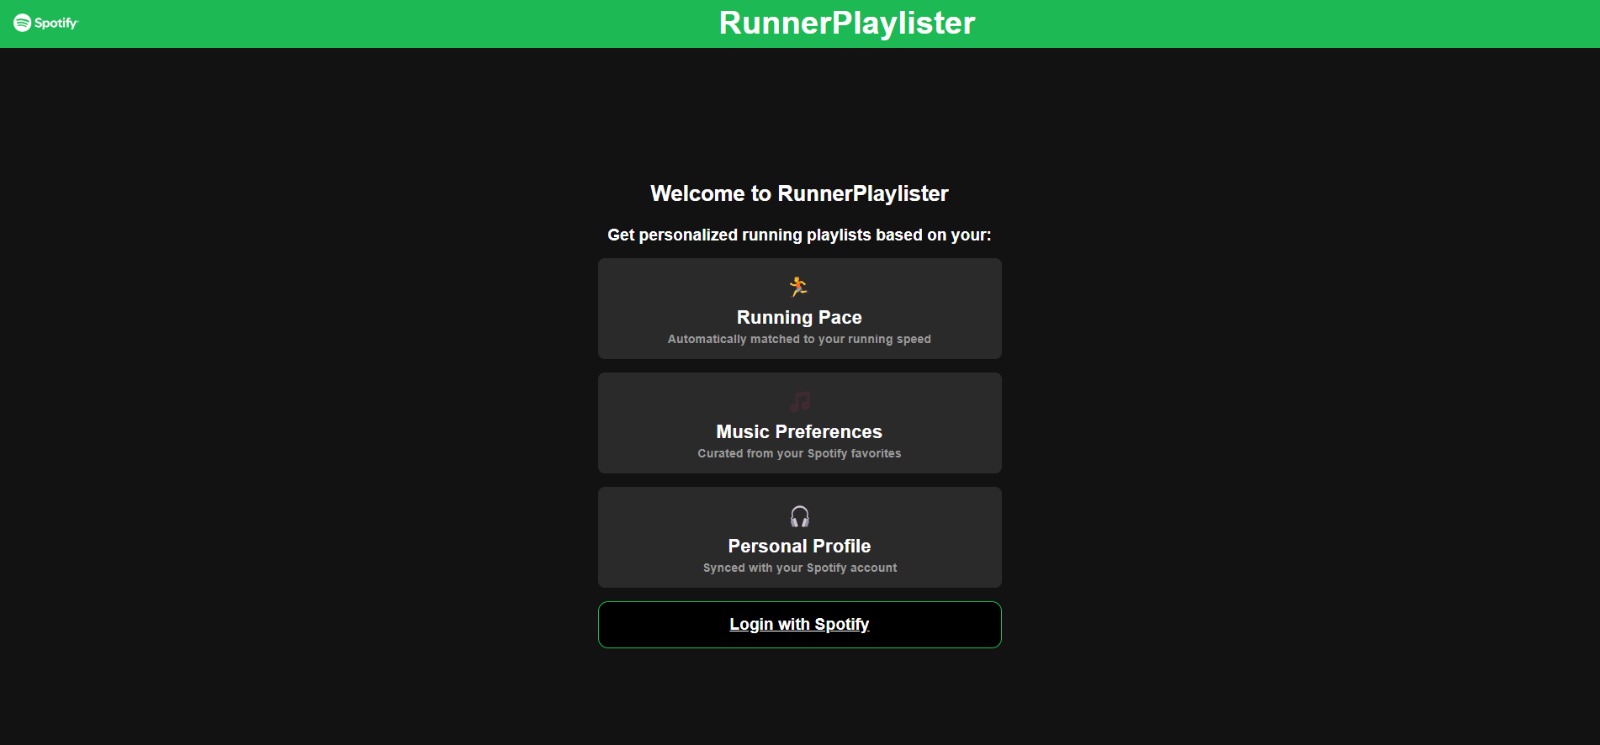 Spotify
RunnerPlaylister
Welcome to RunnerPlaylister
Get personalized running playlists based on your:
Running Pace
Automatically matched to your running speed
Music Preferences
Curated from your Spotify favorites
Personal Profile
Synced with your Spotify account
Login with Spotify